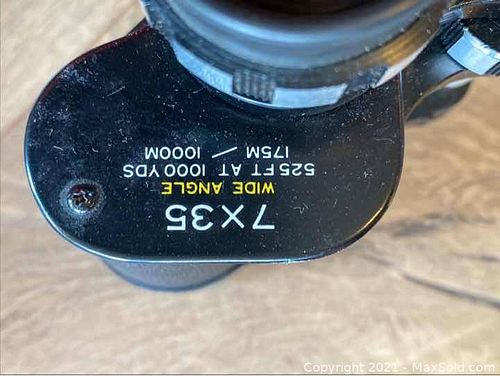 7X35
WIDE ANGLE
525FT AT 1000YDS
175M / 1000M
Copyright 2021 - MaxSold.com